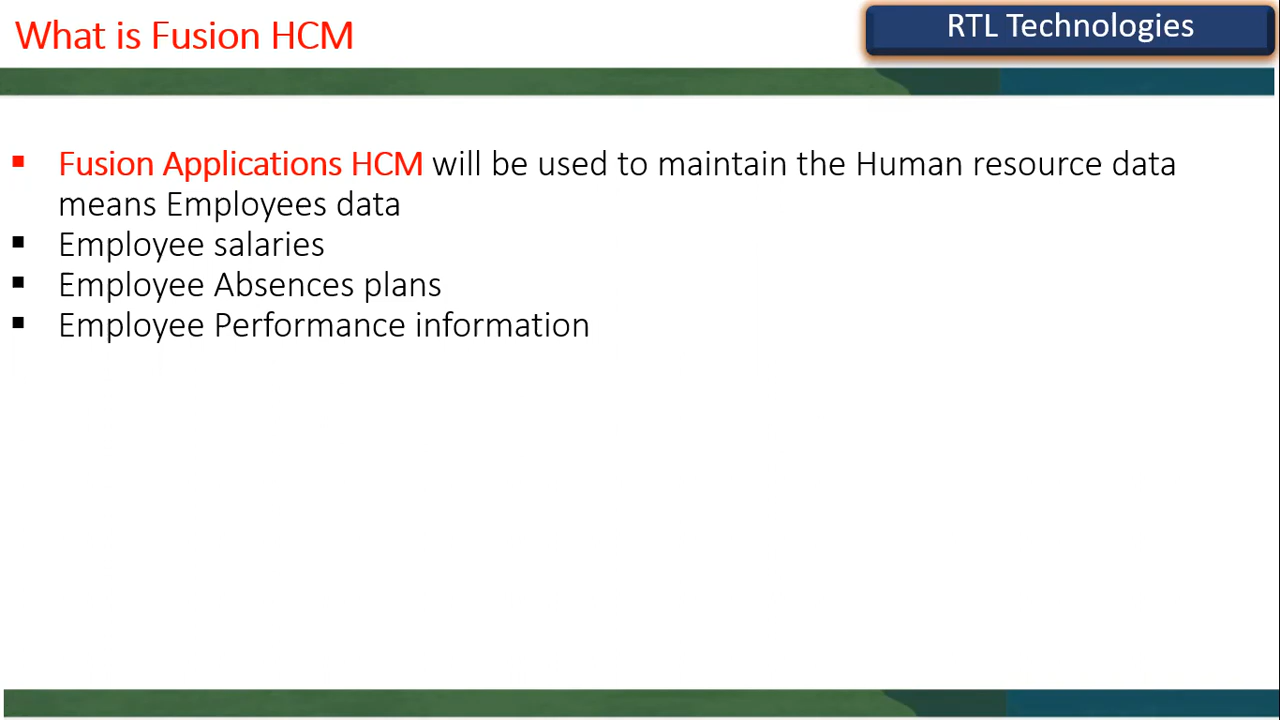 What is Fusion HCM
RTL Technologies
Fusion Applications HCM will be used to maintain the Human resource data
means Employees data
Employee salaries
Employee Absences plans
Employee Performance information